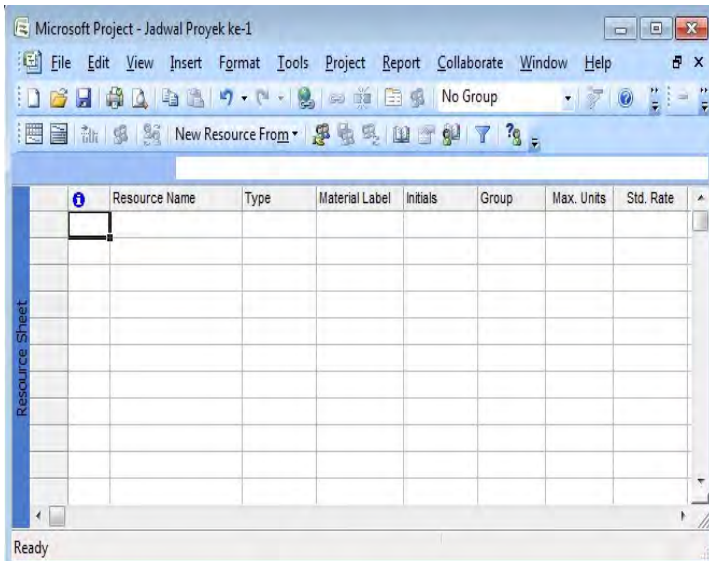 Microsoft Project - Jadwal Proyek ke-1
File Edit View Insert Format Tools Project Report Collaborate Window Help
No Group
New Resource From
Resource Name Type Material Label Initials Group Max. Units Std. Rate
Resource Sheet
Ready